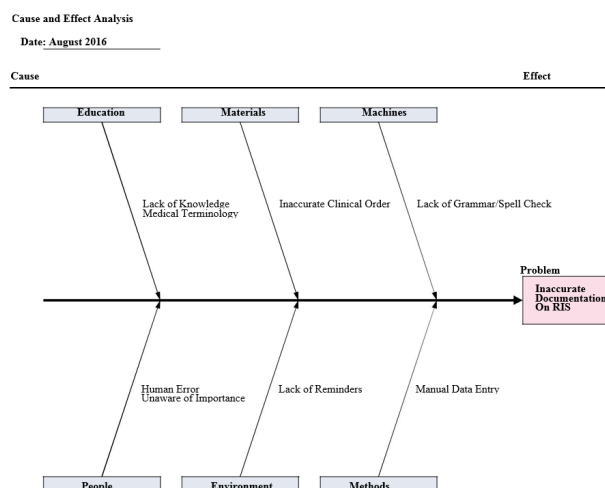 Cause and Effect Analysis
Date: August 2016
Cause
Effect
Education
Materials
Machines
Lack of Knowledge
Medical Terminology
Inaccurate Clinical Order
Lack of Grammar/Spell Check
Problem
Inaccurate
Documentation
On RIS
Human Error
Unaware of Importance
Lack of Reminders
Manual Data Entry
People
Environment
Methods